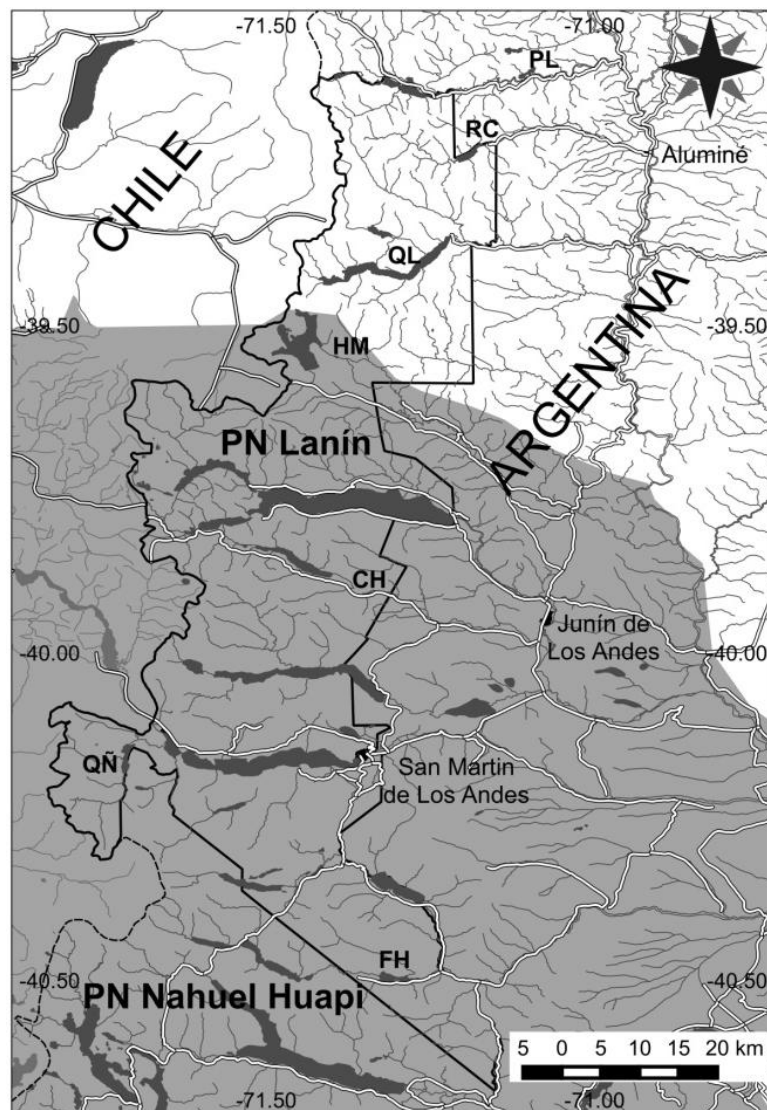 -71.50
-71.00
PL
RC
Aluminé
CHILE
QL
ARGENTINA
-39.50
-39.50
HM
PN Lanín
CH
Junín de
Los Andes
-40.00
-40.00
QÑ
San Martin
de Los Andes
FH
-40.50
-40.50
PN Nahuel Huapi
5 0 5 10 15 20 km
-71.50
-71.00